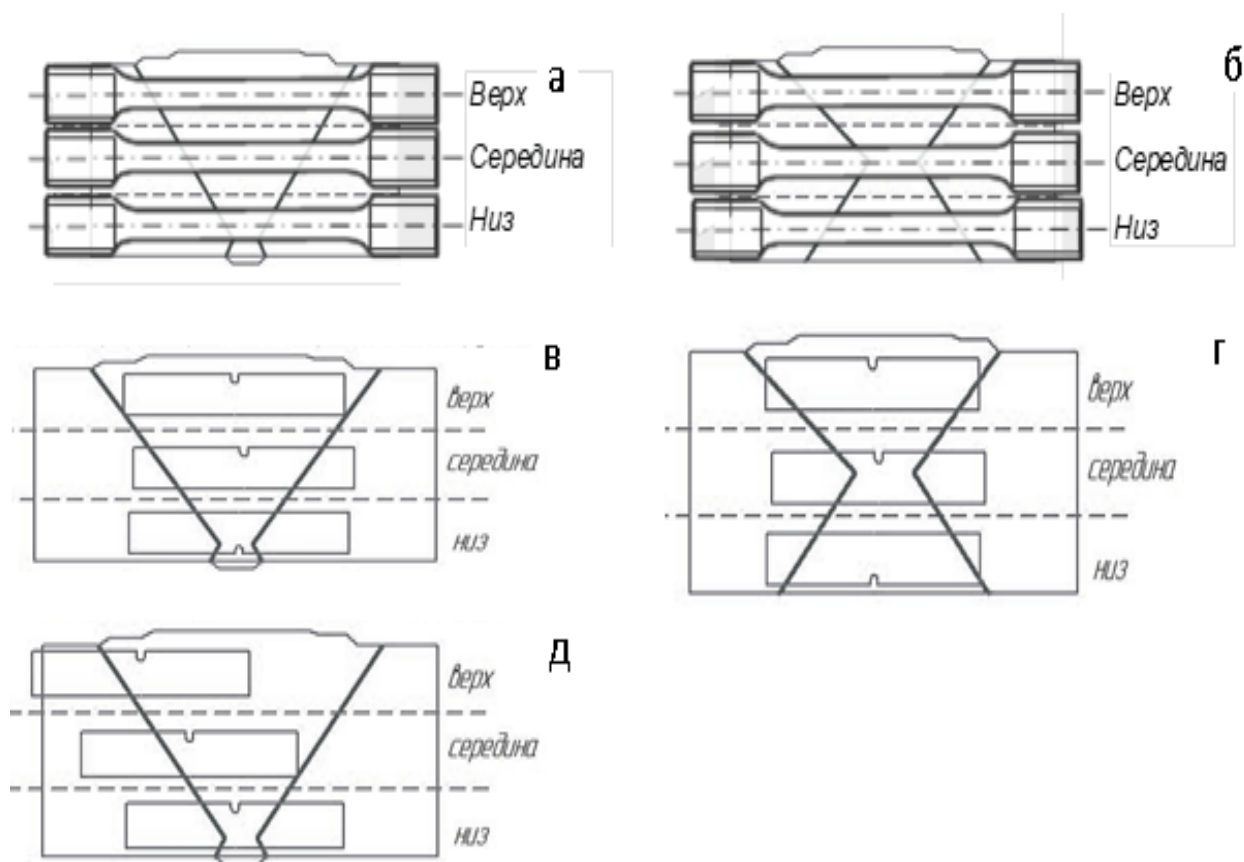 а
Верх
Середина
Низ
б
Верх
Середина
Низ
в
верх
середина
низ
г
верх
середина
низ
д
верх
середина
низ